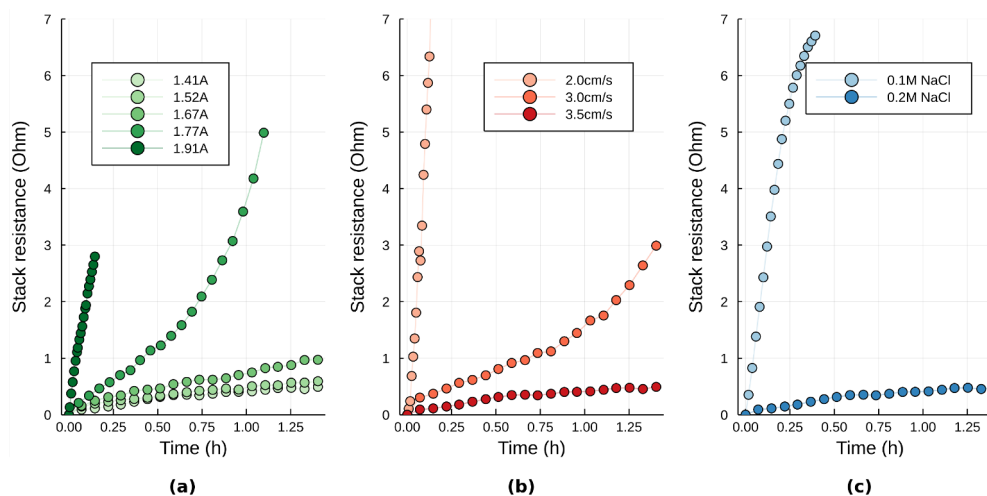 7
6
5
4
3
2
1
0
Stack resistance (Ohm)
1.41A
1.52A
1.67A
1.77A
1.91A
0.00 0.25 0.50 0.75 1.00 1.25
Time (h)
(a)
7
6
5
4
3
2
1
0
Stack resistance (Ohm)
2.0cm/s
3.0cm/s
3.5cm/s
0.00 0.25 0.50 0.75 1.00 1.25
Time (h)
(b)
7
6
5
4
3
2
1
0
Stack resistance (Ohm)
0.1M NaCl
0.2M NaCl
0.00 0.25 0.50 0.75 1.00 1.25
Time (h)
(c)